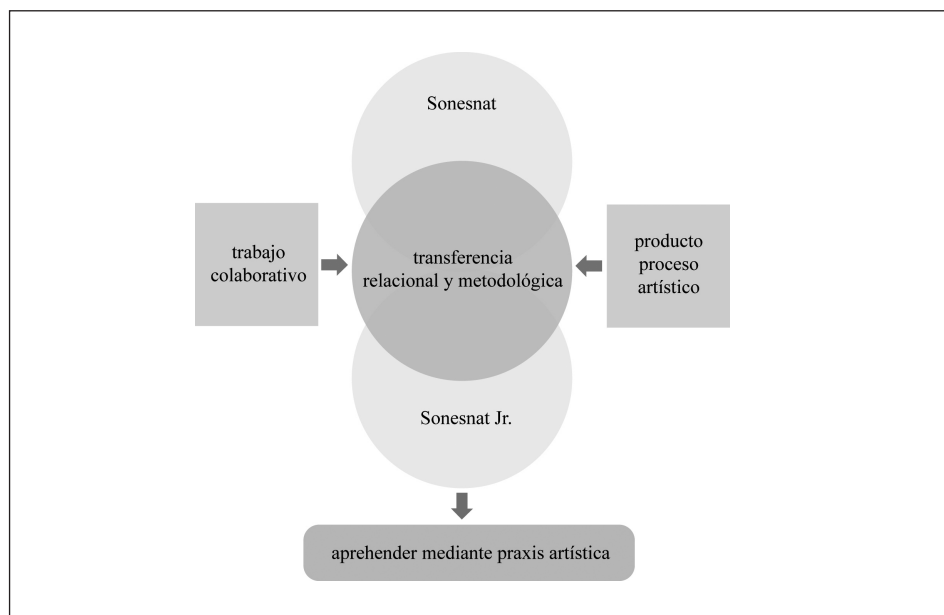 Sonesnat
trabajo
colaborativo
transferencia
relacional y metodológica
producto
proceso
artístico
Sonesnat Jr.
aprehender mediante praxis artística